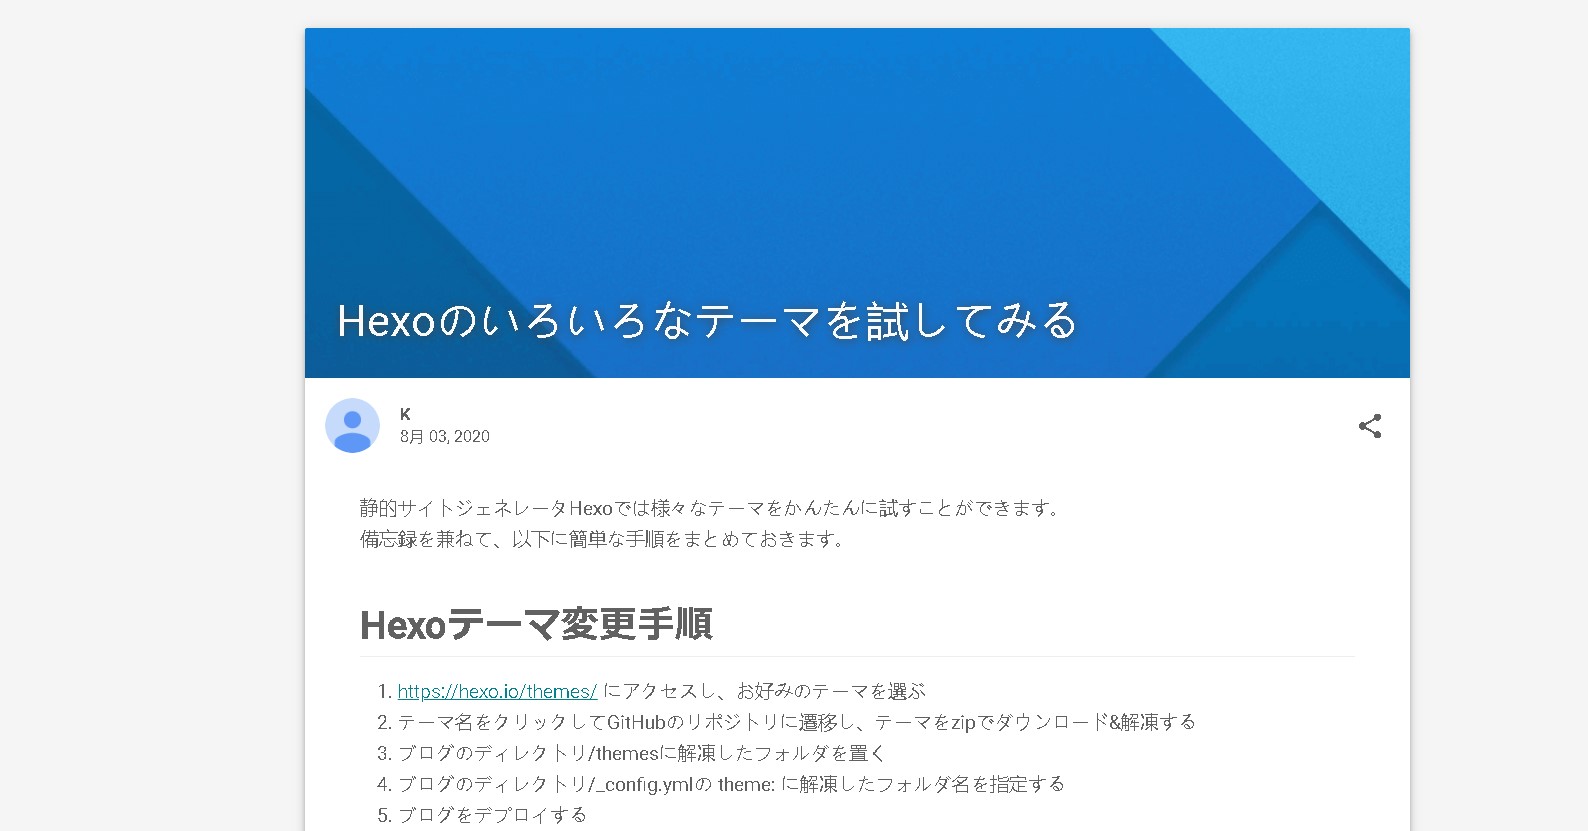 Hexoのいろいろなテーマを試してみる
K
8月 03, 2020
静的サイトジェネレータHexoでは様々なテーマをかんたんに試すことができます。
備忘録を兼ねて、以下に簡単な手順をまとめておきます。
Hexoテーマ変更手順
1. https://hexo.io/themes/ にアクセスし、お好みのテーマを選ぶ
2. テーマ名をクリックしてGitHubのリポジトリに遷移し、テーマをzipでダウンロード&解凍する
3. ブログのディレクトリ/themesに解凍したフォルダを置く
4. ブログのディレクトリ/_config.ymlの theme: に解凍したフォルダ名を指定する
5. ブログをデプロイする